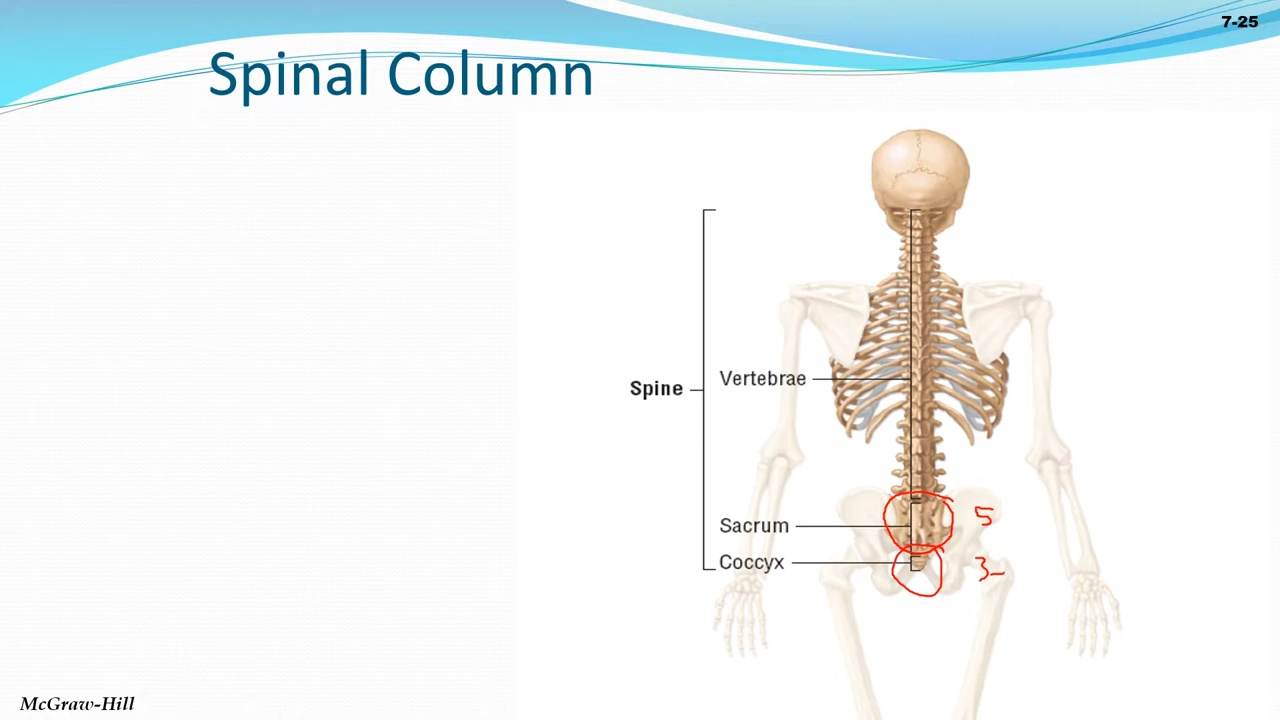 7-25
Spinal Column
Spine
Vertebrae
Sacrum
5
Coccyx
3-
McGraw-Hill